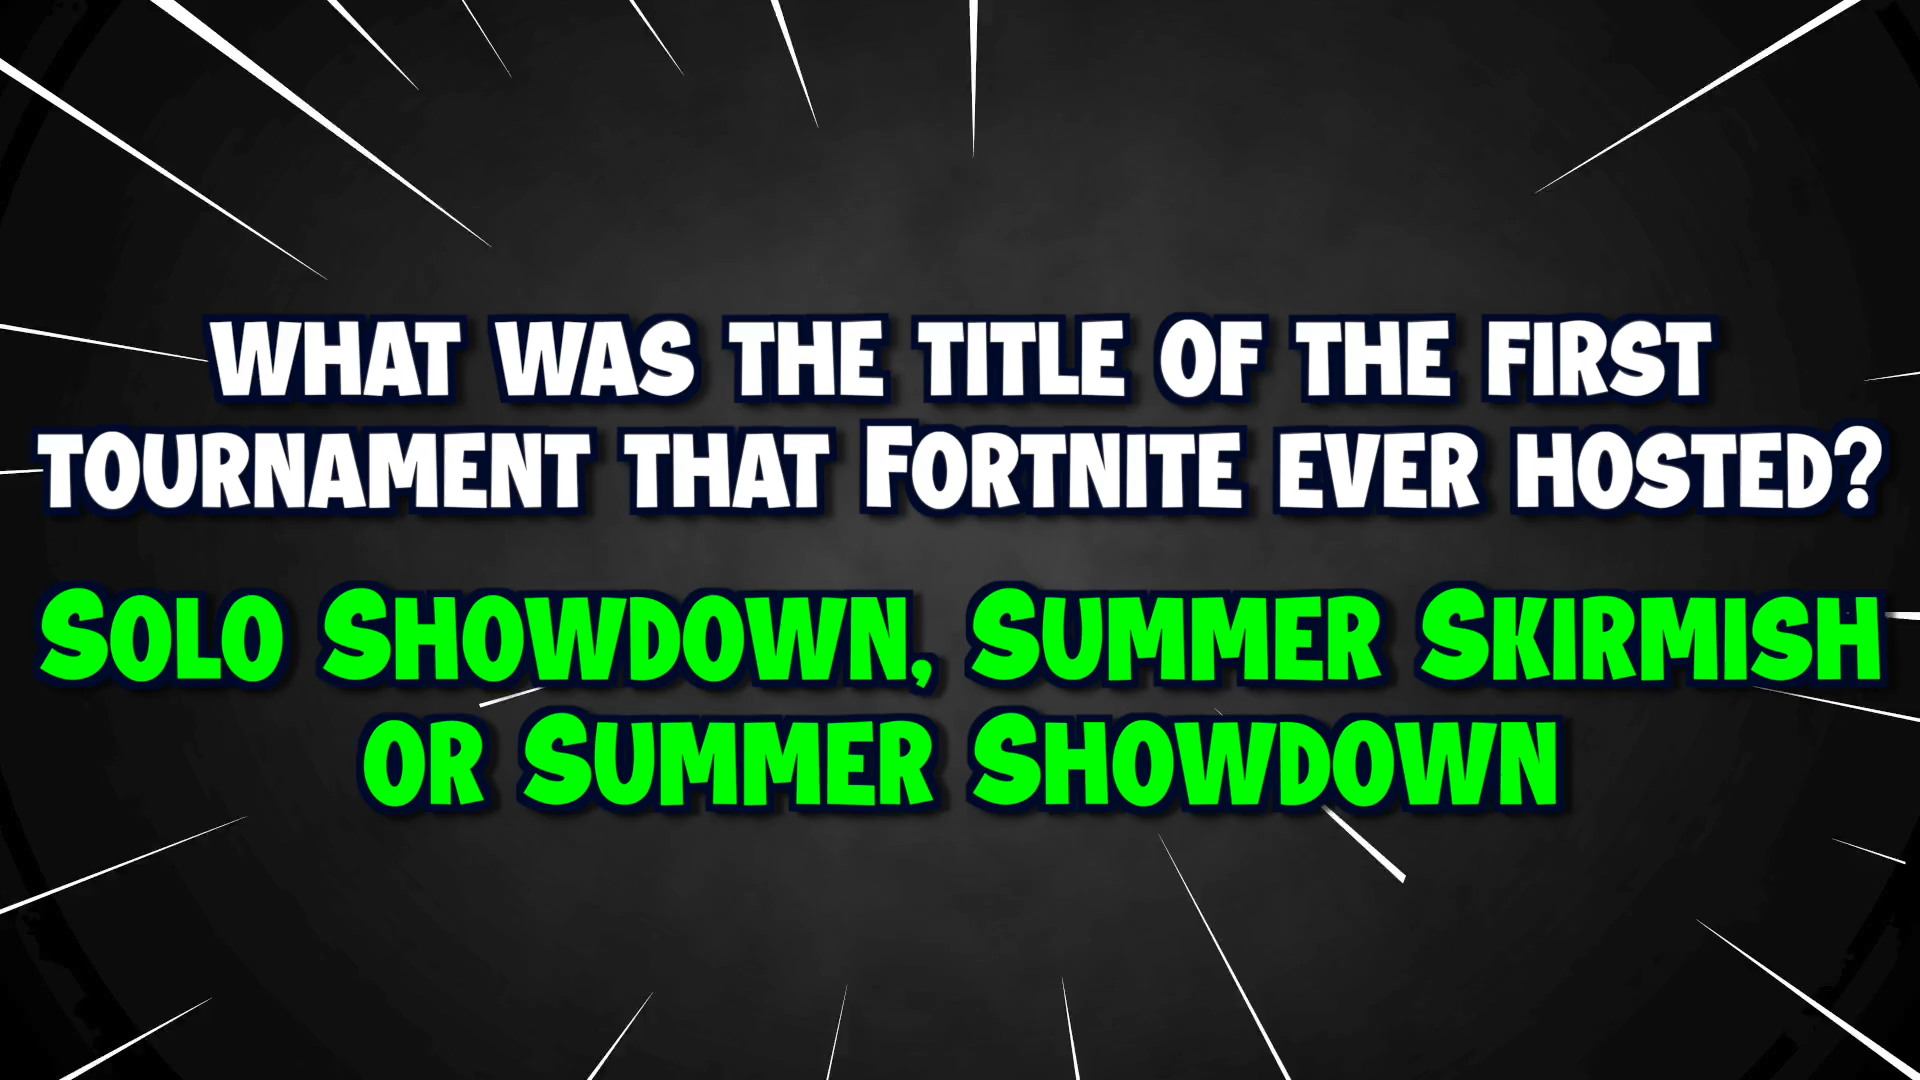 What was the title of the first
tournament that Fortnite ever hosted?
Solo Showdown, Summer Skirmish
or Summer Showdown